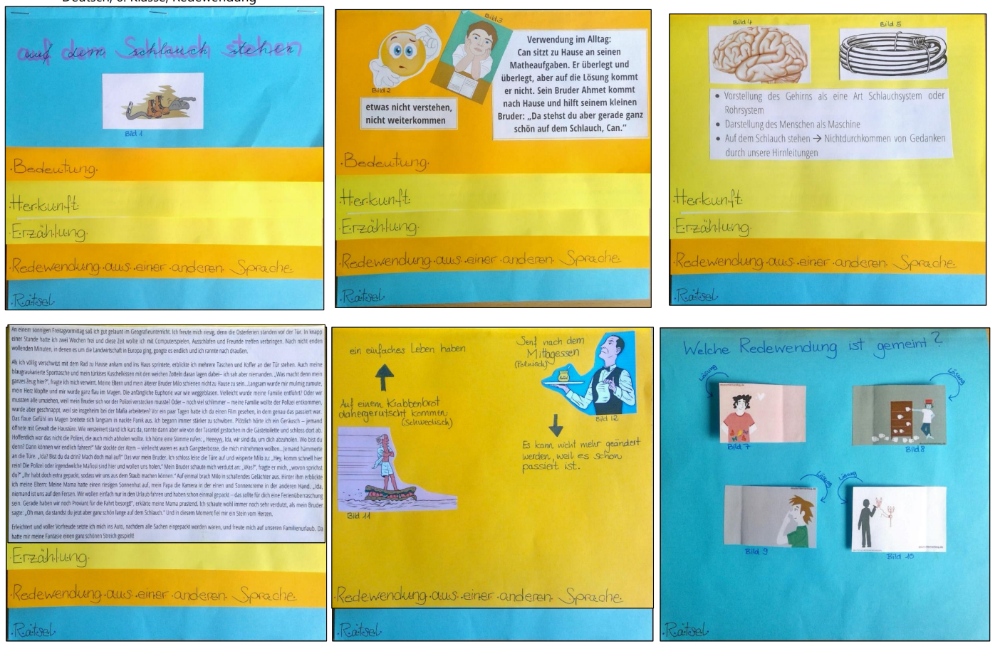 Deutsch, 6. Klasse, Redewendung
auf dem Schlauch stehen
Bild 1
Bedeutung
Herkunft
Erzählung
Redewendung aus einer anderen Sprache
Rätsel
Bild 2
Bild 3
etwas nicht verstehen,
nicht weiterkommen
Verwendung im Alltag:
Can sitzt zu Hause an seinen
Matheaufgaben. Er überlegt und
überlegt, aber auf die Lösung kommt
er nicht. Sein Bruder Ahmet kommt
nach Hause und hilft seinem kleinen
Bruder: „Da stehst du aber gerade ganz
schön auf dem Schlauch, Can.“
Bedeutung
Herkunft
Erzählung
Redewendung aus einer anderen Sprache
Rätsel
Bild 4
Bild 5
• Vorstellung des Gehirns als eine Art Schlauchsystem oder
Rohrsystem
• Darstellung des Menschen als Maschine
• Auf dem Schlauch stehen → Nichtdurchkommen von Gedanken
durch unsere Hirnleitungen
Herkunft
Erzählung
Redewendung aus einer anderen Sprache
Rätsel
An einem sonnigen Freitagvormittag saß ich gut gelaunt im Geografieunterricht. Ich freute mich riesig, denn die Osterferien standen vor der Tür. In knapp
einer Stunde hatte ich zwei Wochen frei und diese Zeit wollte ich mit Computerspielen, Ausschlafen und Freunde treffen verbringen. Nach nicht enden
wollenden Minuten, in denen es um die Landwirtschaft in Europa ging, gongte es endlich und ich rannte nach draußen.
Als ich völlig verschwitzt mit dem Rad zu Hause ankam und ins Haus sprintete, erblickte ich mehrere Taschen und Koffer an der Tür stehen. Auch meine
blaugraukarierte Sporttasche und mein türkises Kuschelkissen mit den weichen Zotteln daran lagen dabei– ich sah aber niemanden. „Was macht denn mein
ganzes Zeug hier?“, fragte ich mich verwirrt. Meine Eltern und mein älterer Bruder Milo schienen nicht zu Hause zu sein...Langsam wurde mir mulmig zumute,
mein Herz klopfte und mir wurde ganz flau im Magen. Die anfängliche Euphorie war wie weggeblasen. Vielleicht wurde meine Familie entführt? Oder wir
mussten alle umziehen, weil mein Bruder sich vor der Polizei verstecken musste? Oder – noch viel schlimmer – meine Familie wollte der Polizei entkommen,
wurde aber geschnappt, weil sie insgeheim bei der Mafia arbeiteten? Vor ein paar Tagen hatte ich da einen Film gesehen, in dem genau das passiert war.
Das flaue Gefühl im Magen breitete sich langsam in nackte Panik aus. Ich begann immer stärker zu schwitzen. Plötzlich hörte ich ein Geräusch – jemand
öffnete mit Gewalt die Haustüre. Wie versteinert stand ich kurz da, rannte dann aber wie von der Tarantel gestochen in die Gästetoilette und schloss dort ab.
Hoffentlich war das nicht die Polizei, die auch mich abholen wollte. Ich hörte eine Stimme rufen: „ Heeeyyy, Ida, wir sind da, um dich abzuholen. Wo bist du
denn? Dann können wir endlich fahren!“ Mir stockte der Atem – vielleicht waren es auch Gangsterbosse, die mich mitnehmen wollten...Jemand hämmerte
an die Türe. „Ida? Bist du da drin? Mach doch mal auf!“ Das war mein Bruder. Ich schloss leise die Türe auf und wisperte Milo zu: „Hey, komm schnell hier
rein! Die Polizei oder irgendwelche Mafiosi sind hier und wollen uns holen.“ Mein Bruder schaute mich verdutzt an: „Was?“, fragte er mich, „wovon sprichst
du?“ „Ihr habt doch extra gepackt, sodass wir uns aus dem Staub machen können.“ Auf einmal brach Milo in schallendes Gelächter aus. Hinter ihm erblickte
ich meine Eltern: Meine Mama hatte einen riesigen Sonnenhut auf, mein Papa die Kamera in der einen und Sonnencreme in der anderen Hand. „Ida,
niemand ist uns auf den Fersen. Wir wollen einfach nur in den Urlaub fahren und haben schon einmal gepackt – das sollte für dich eine Ferienüberraschung
sein. Gerade haben wir noch Proviant für die Fahrt besorgt!“, erklärte meine Mama prustend. Ich schaute wohl immer noch sehr verdutzt, als mein Bruder
sagte: „Oh man, da standst du jetzt aber ganz schön lange auf dem Schlauch.“ Und in diesem Moment fiel mir ein Stein vom Herzen.
Erleichtert und voller Vorfreude setzte ich mich ins Auto, nachdem alle Sachen eingepackt worden waren, und freute mich auf unseren Familienurlaub. Da
hatte mir meine Fantasie einen ganz schönen Streich gespielt!
Erzählung
Redewendung aus einer anderen Sprache
Rätsel
ein einfaches Leben haben
Auf einem Krabbenbrot
dahergerutscht kommen
(Schwedisch)
Bild 11
Senf nach dem
Mittagessen
(Polnisch)
Bild 12
Es kann nicht mehr geändert
werden, weil es schon
passiert ist.
Redewendung aus einer anderen Sprache
Rätsel
Welche Redewendung ist gemeint?
Lösung
Lösung
Bild 7
Bild 8
Lösung
Lösung
Bild 9
Bild 10
Rätsel